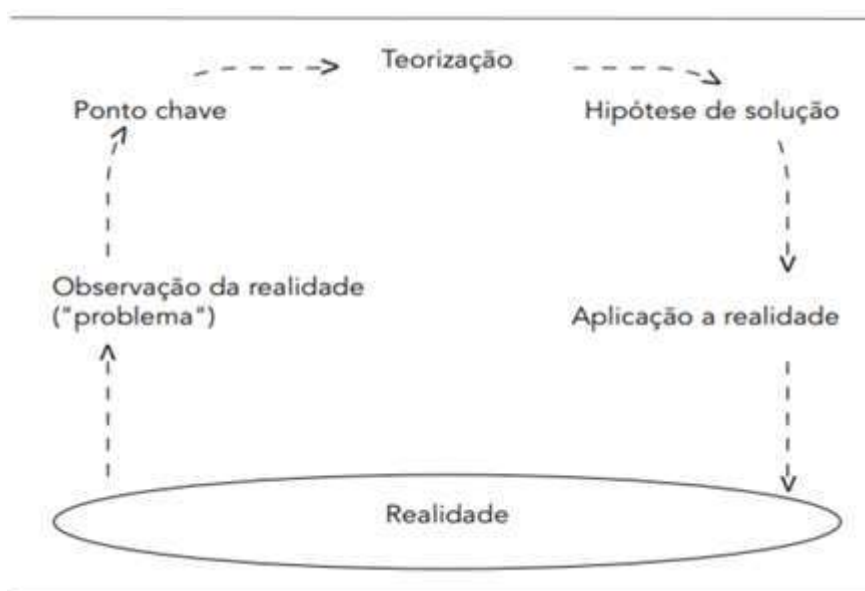 Teorização
Ponto chave
Hipótese de solução
Observação da realidade
("problema")
Aplicação a realidade
Realidade